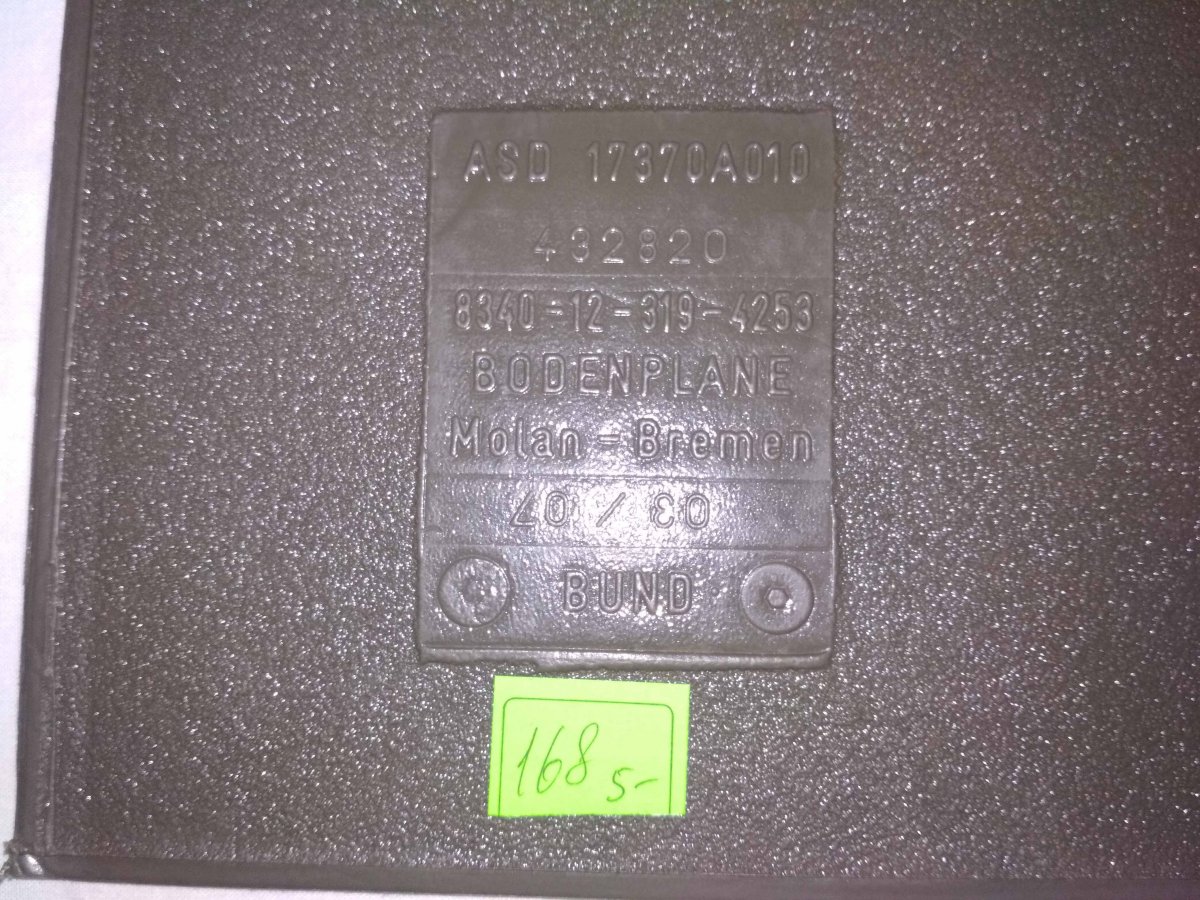 ASD 17370A010
432820
8340-12-319-4253
BODENPLANE
Molan - Bremen
03 / 07
BUND
168 5-